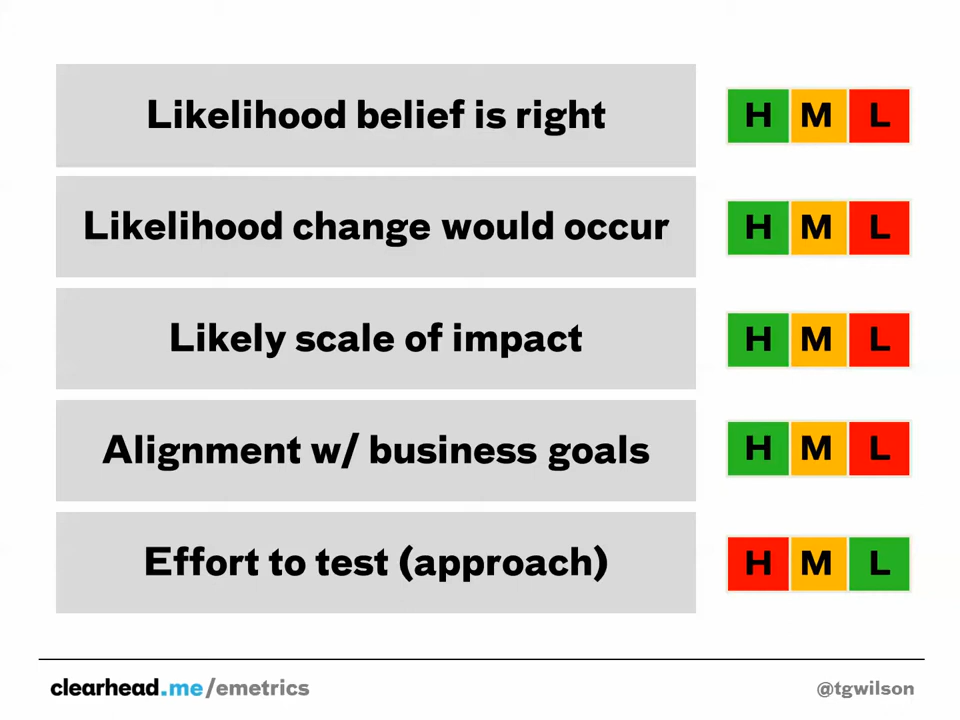 Likelihood belief is right H M L
Likelihood change would occur H M L
Likely scale of impact H M L
Alignment w/ business goals H M L
Effort to test (approach) H M L
clearhead.me/emetrics @tgwilson